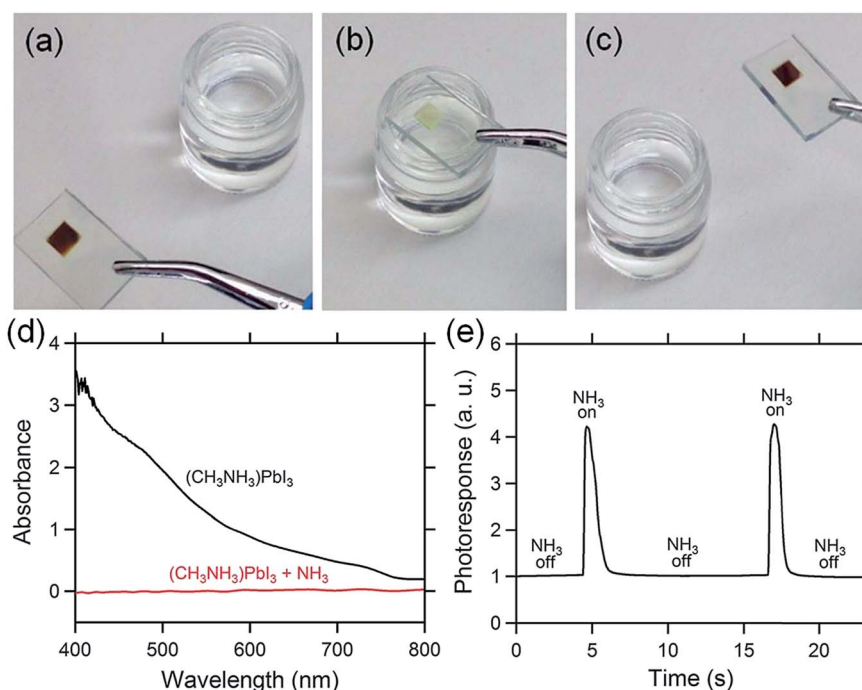 (a)
(b)
(c)
(d)
4
3
2
1
0
Absorbance
(CH₃NH₃)PbI₃
(CH₃NH₃)PbI₃ + NH₃
400
500
600
700
800
Wavelength (nm)
(e)
6
5
4
3
2
1
0
Photoresponse (a. u.)
NH₃
on
NH₃
on
NH₃
off
NH₃
off
NH₃
off
0
5
10
15
20
Time (s)